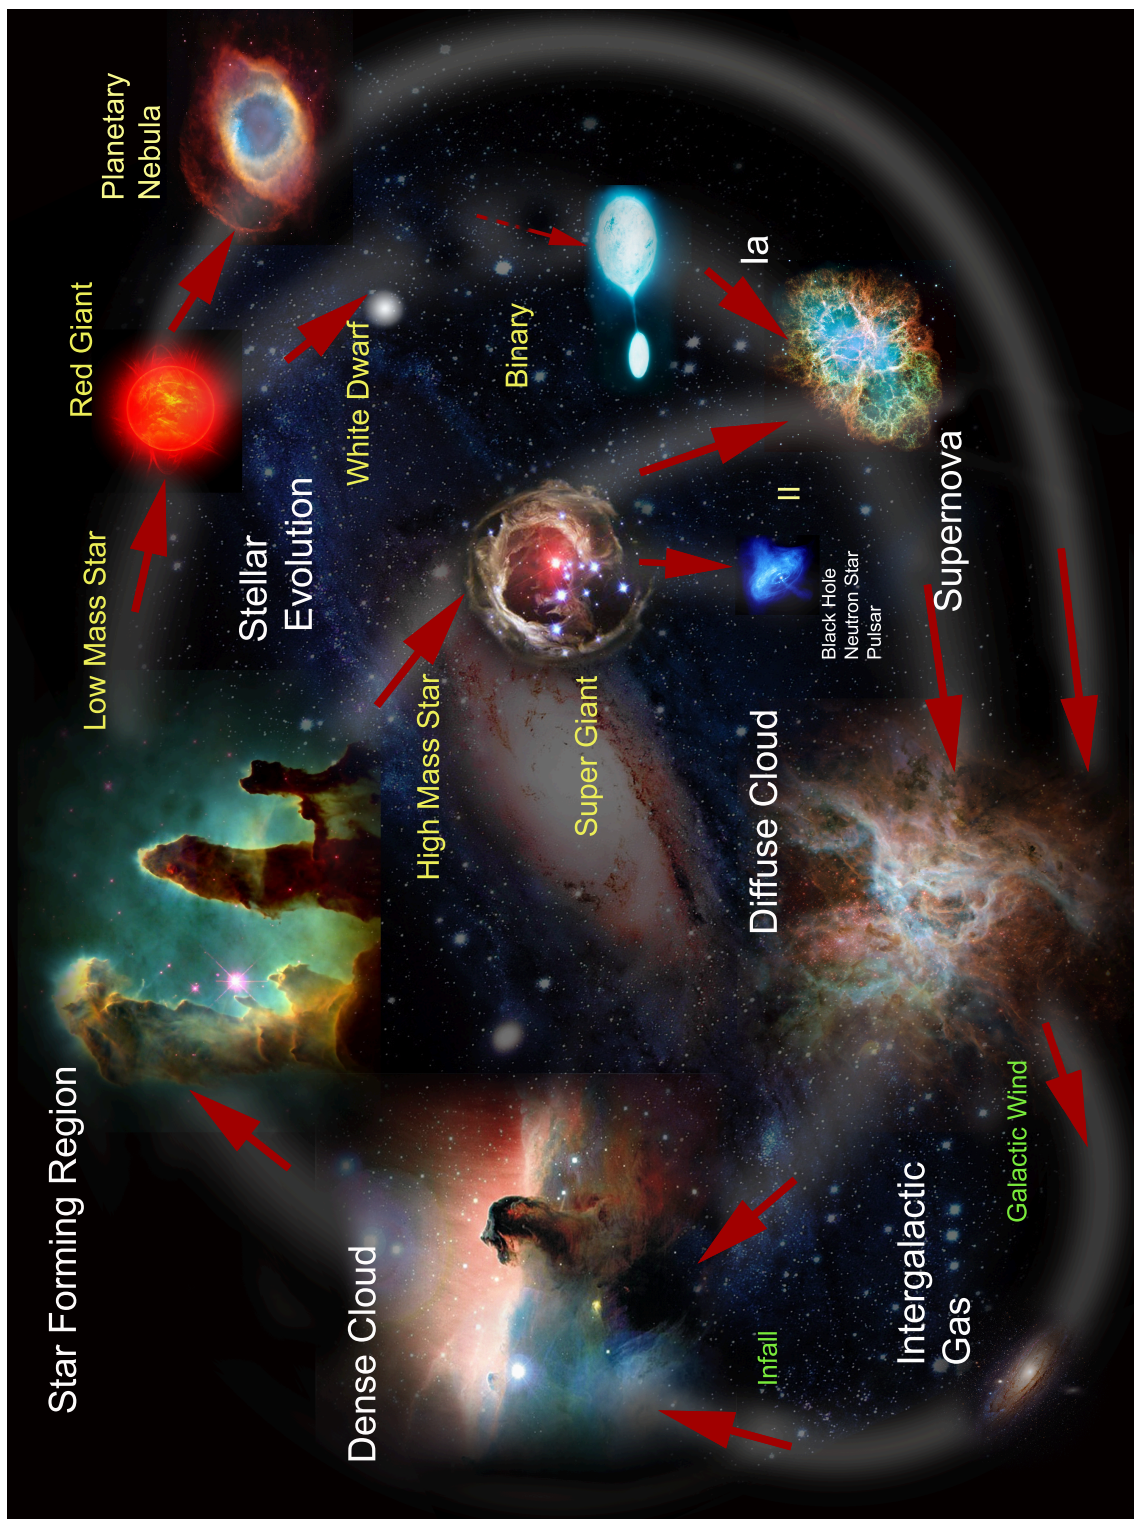 Star Forming Region
Low Mass Star
Red Giant
Planetary
Nebula
Stellar
Evolution
White Dwarf
Dense Cloud
High Mass Star
Binary
Super Giant
Ia
II
Infall
Diffuse Cloud
Black Hole
Neutron Star
Pulsar
Supernova
Intergalactic
Gas
Galactic Wind